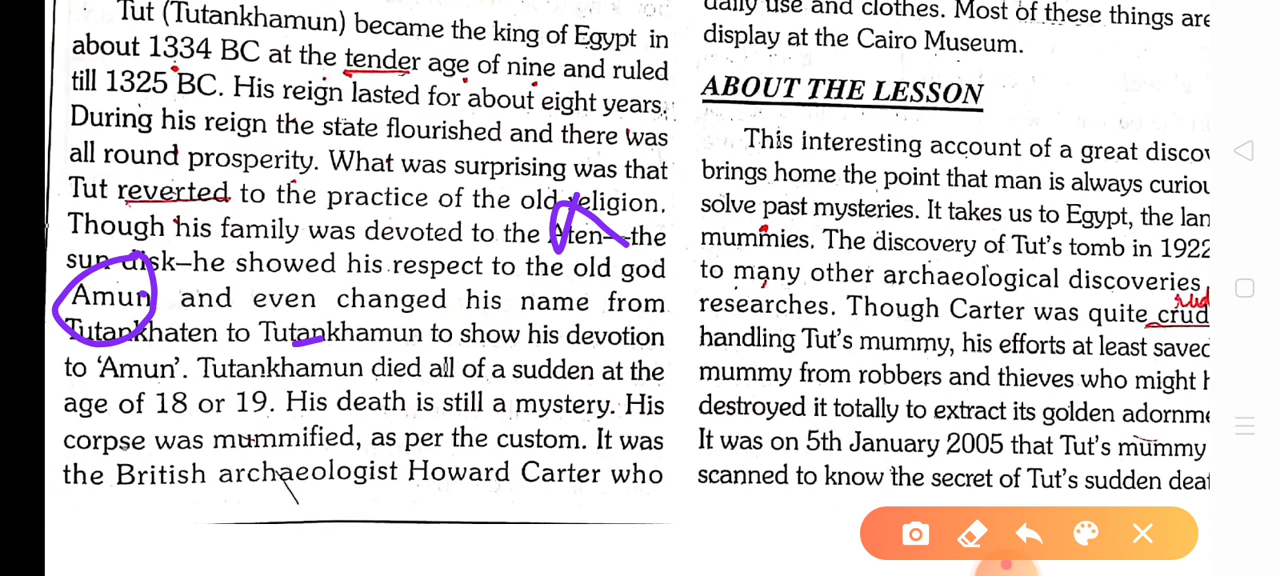 Tut (Tutankhamun) became the king of Egypt in
about 1334 BC at the tender age of nine and ruled
till 1325 BC. His reign lasted for about eight years.
During his reign the state flourished and there was
all round prosperity. What was surprising was that
Tut reverted to the practice of the old religion.
Though his family was devoted to the Aten—the
sun disk—he showed his respect to the old god
Amun and even changed his name from
Tutankhaten to Tutankhamun to show his devotion
to 'Amun'. Tutankhamun died all of a sudden at the
age of 18 or 19. His death is still a mystery. His
corpse was mummified, as per the custom. It was
the British archaeologist Howard Carter who
daily use and clothes. Most of these things are
display at the Cairo Museum.
ABOUT THE LESSON
This interesting account of a great discov
brings home the point that man is always curiou
solve past mysteries. It takes us to Egypt, the lan
mummies. The discovery of Tut's tomb in 1922
to many other archaeological discoveries
rud
researches. Though Carter was quite crud
handling Tut's mummy, his efforts at least saved
mummy from robbers and thieves who might h
destroyed it totally to extract its golden adornme
It was on 5th January 2005 that Tut's mummy
scanned to know the secret of Tut's sudden deat